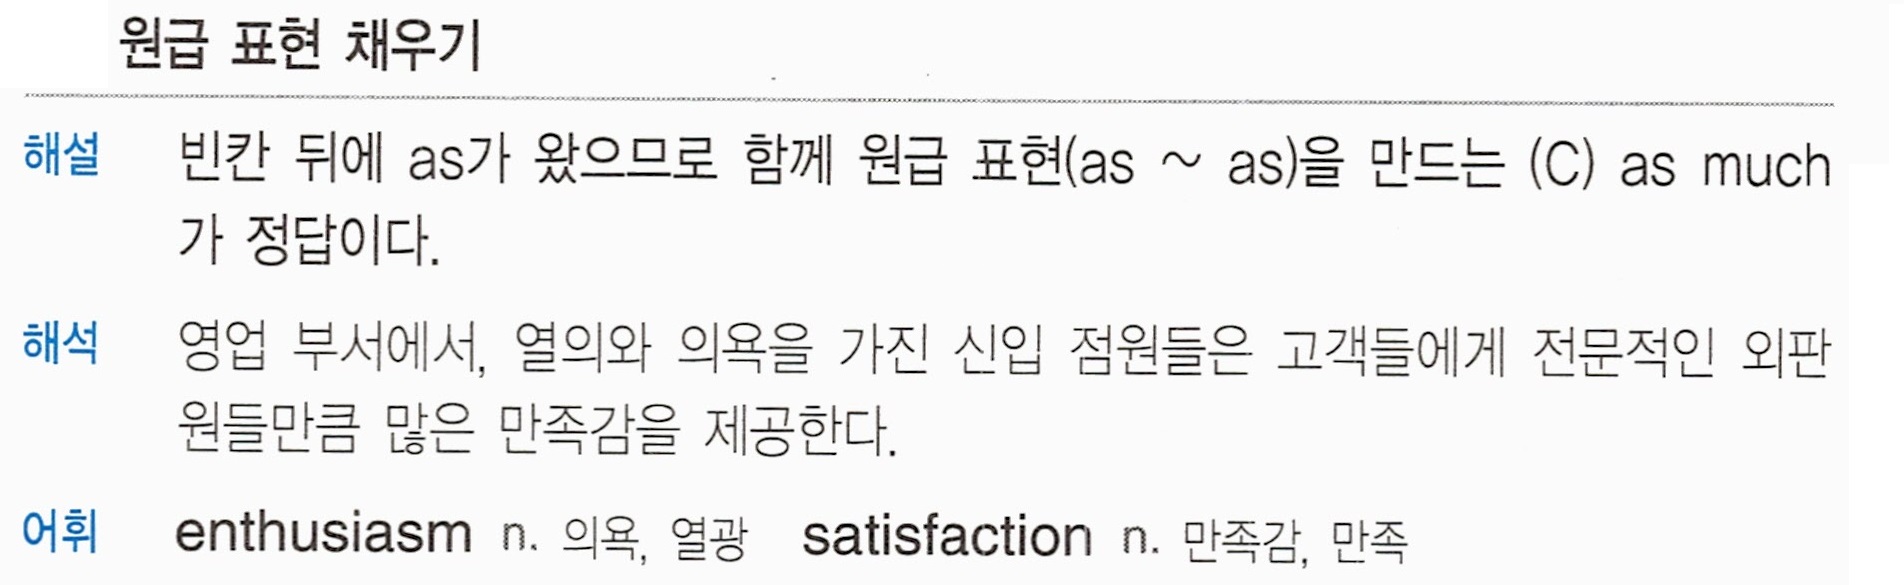 원급 표현 채우기
해설 빈칸 뒤에 as가 왔으므로 함께 원급 표현(as ~ as)을 만드는 (C) as much
가 정답이다.
해석 영업 부서에서, 열의와 의욕을 가진 신입 점원들은 고객들에게 전문적인 외판
원들만큼 많은 만족감을 제공한다.
어휘 enthusiasm n. 의욕, 열광 satisfaction n. 만족감, 만족